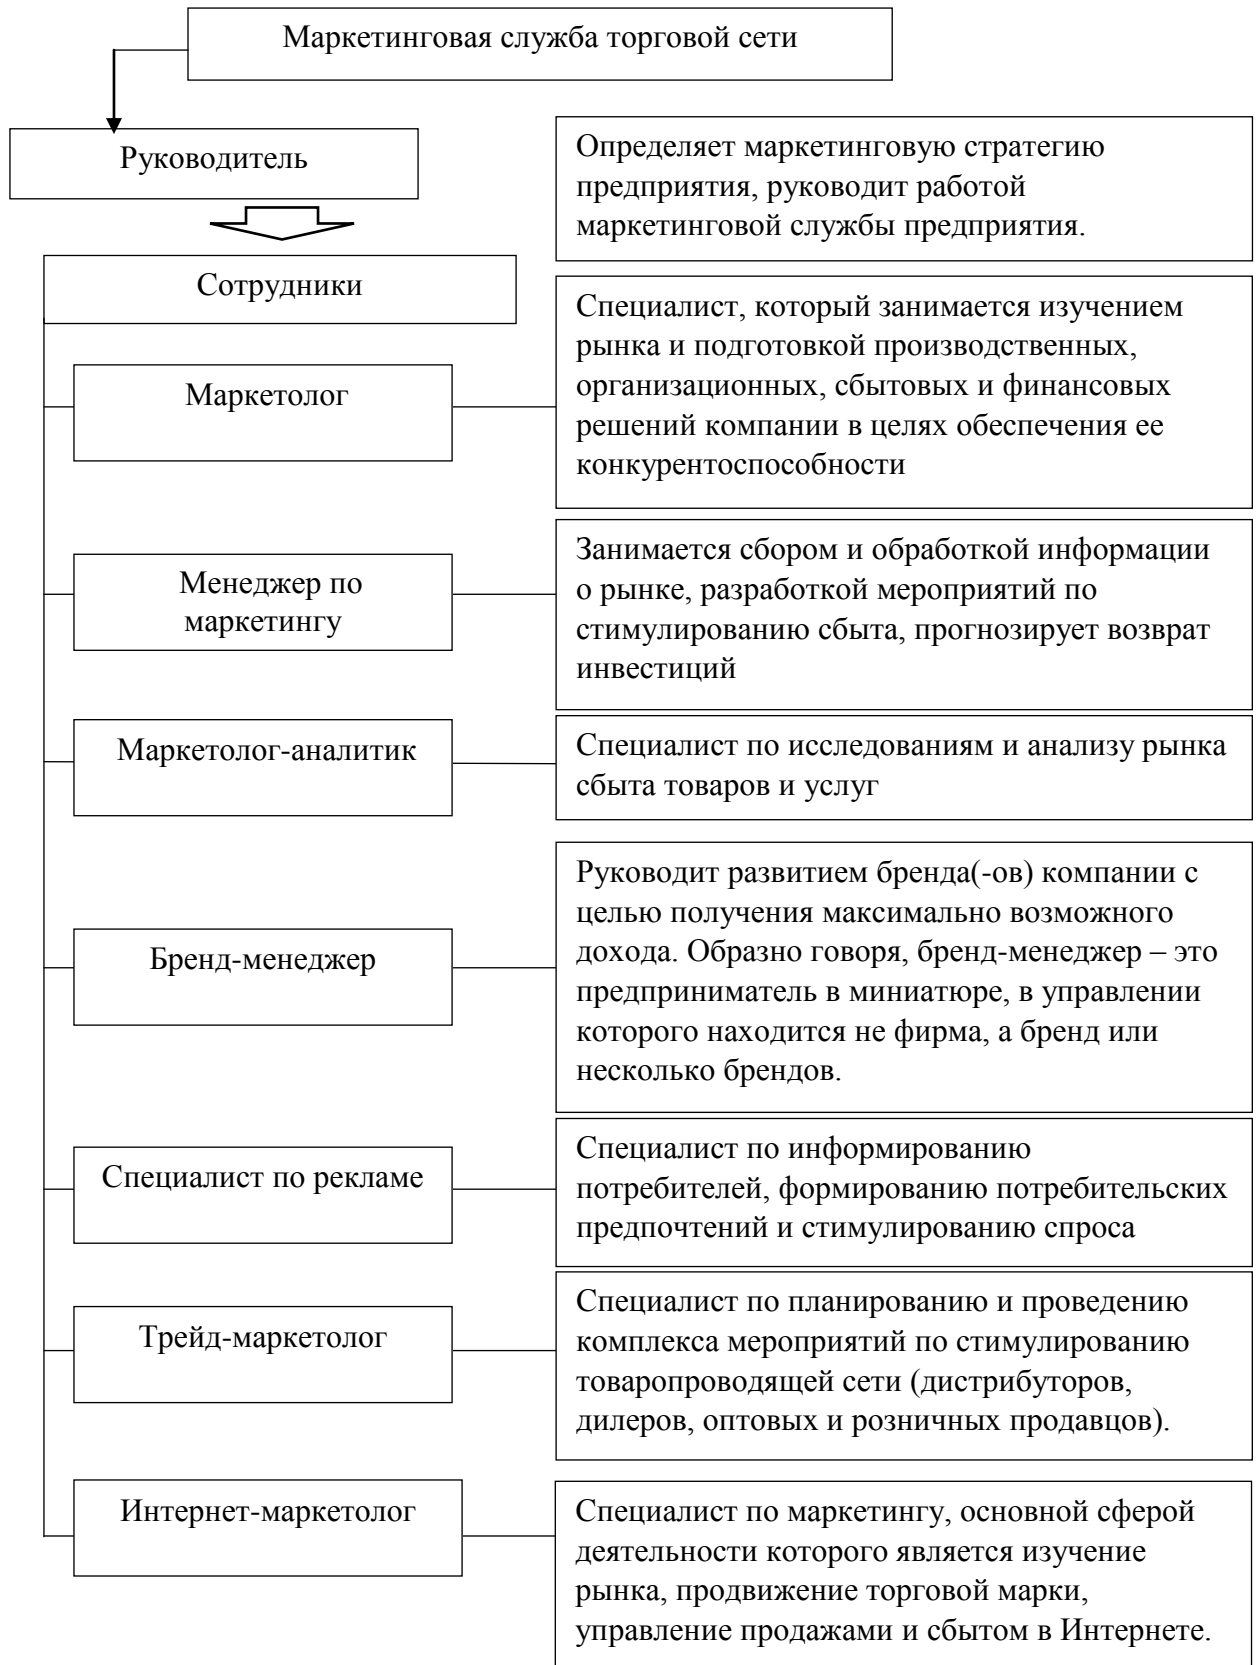 Маркетинговая служба торговой сети
Руководитель
Определяет маркетинговую стратегию
предприятия, руководит работой
маркетинговой службы предприятия.
Сотрудники
Маркетолог
Специалист, который занимается изучением
рынка и подготовкой производственных,
организационных, сбытовых и финансовых
решений компании в целях обеспечения ее
конкурентоспособности
Менеджер по
маркетингу
Занимается сбором и обработкой информации
о рынке, разработкой мероприятий по
стимулированию сбыта, прогнозирует возврат
инвестиций
Маркетолог-аналитик
Специалист по исследованиям и анализу рынка
сбыта товаров и услуг
Бренд-менеджер
Руководит развитием бренда(-ов) компании с
целью получения максимально возможного
дохода. Образно говоря, бренд-менеджер – это
предприниматель в миниатюре, в управлении
которого находится не фирма, а бренд или
несколько брендов.
Специалист по рекламе
Специалист по информированию
потребителей, формированию потребительских
предпочтений и стимулированию спроса
Трейд-маркетолог
Специалист по планированию и проведению
комплекса мероприятий по стимулированию
товаропроводящей сети (дистрибуторов,
дилеров, оптовых и розничных продавцов).
Интернет-маркетолог
Специалист по маркетингу, основной сферой
деятельности которого является изучение
рынка, продвижение торговой марки,
управление продажами и сбытом в Интернете.